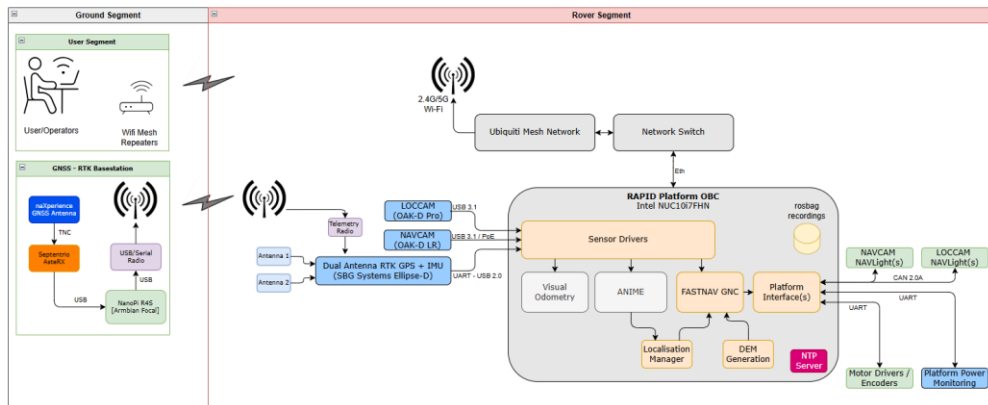 Ground Segment
Rover Segment
User Segment
User/Operators
Wifi Mesh
Repeaters
GNSS - RTK Basestation
naXperience
GNSS Antenna
TNC
Septentrio
AsteRX
USB
USB/Serial
Radio
USB
NanoPi R4S
[Armbian Focal]
2.4G/5G
Wi-Fi
Ubiquiti Mesh Network
Network Switch
Eth
Telemetry
Radio
Antenna 1
Antenna 2
LOCCAM
(OAK-D Pro)
USB 3.1
NAVCAM
(OAK-D LR)
USB 3.1 / PoE
Dual Antenna RTK GPS + IMU
(SBG Systems Ellipse-D)
UART - USB 2.0
RAPID Platform OBC
Intel NUC10i7FHN
rosbag
recordings
Sensor Drivers
Visual
Odometry
ANIME
FASTNAV GNC
Platform
Interface(s)
Localisation
Manager
DEM
Generation
NTP
Server
NAVCAM
NAVLight(s)
LOCCAM
NAVLight(s)
CAN 2.0A
UART
UART
Motor Drivers /
Encoders
Platform Power
Monitoring